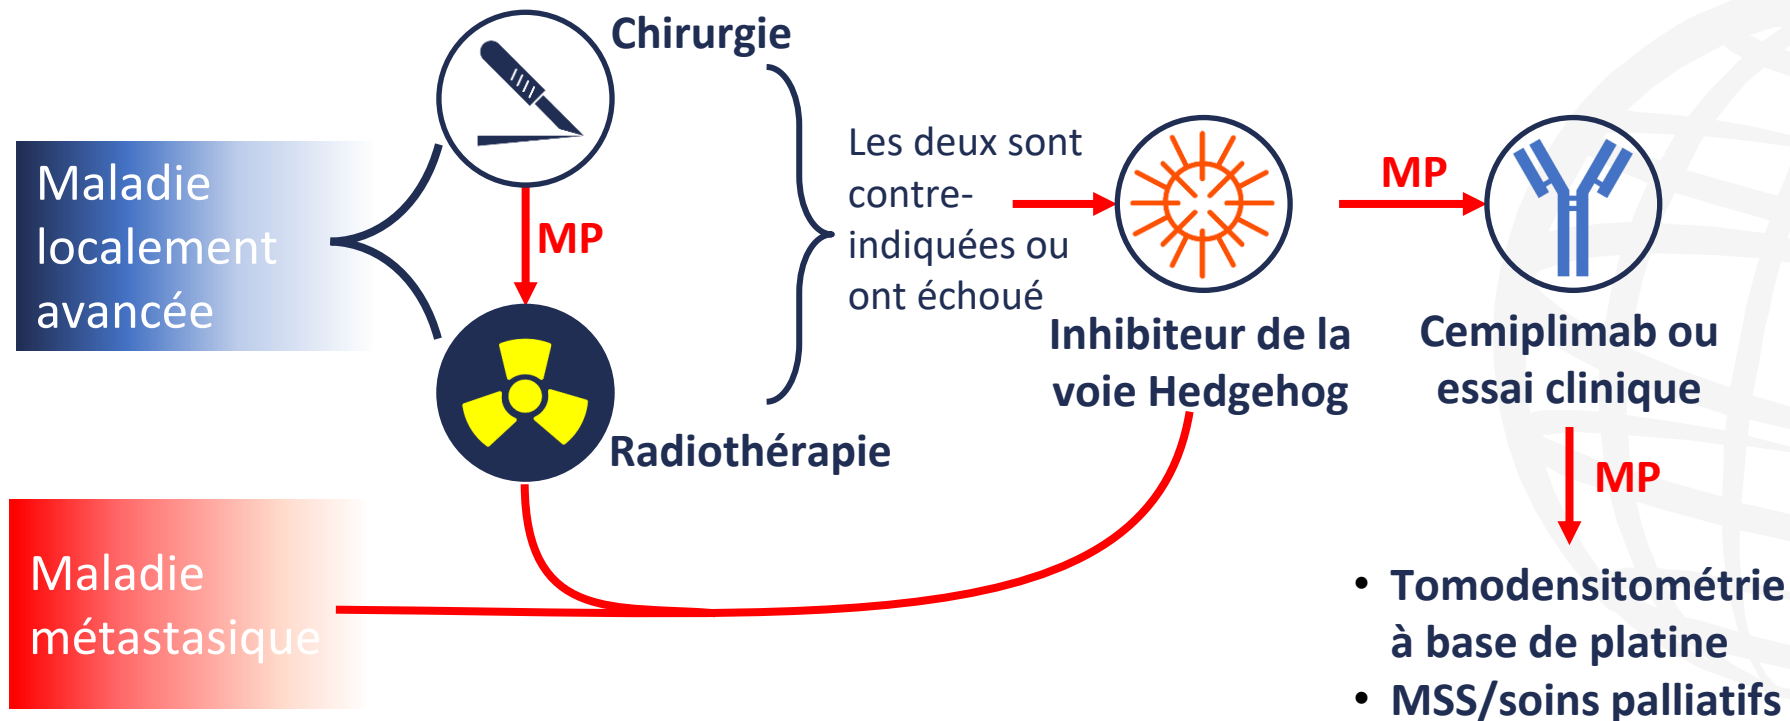 Chirurgie
Maladie
localement
avancée
MP
Radiothérapie
Les deux sont
contre-
indiquées ou
ont échoué
Inhibiteur de la
voie Hedgehog
MP
Cemiplimab ou
essai clinique
MP
• Tomodensitométrie
à base de platine
• MSS/soins palliatifs
Maladie
métastasique